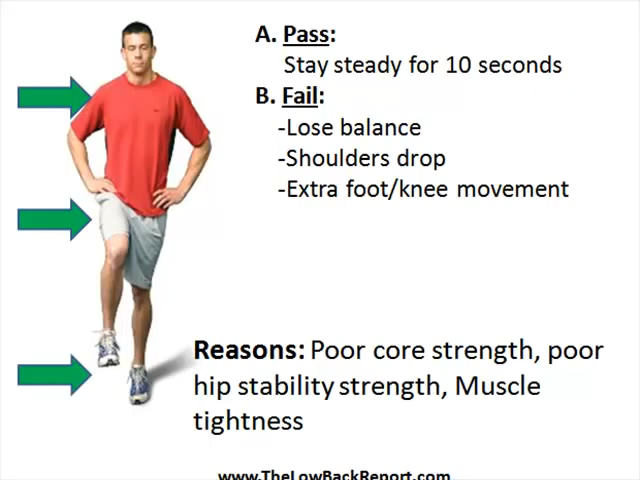 A. Pass:
Stay steady for 10 seconds
B. Fail:
-Lose balance
-Shoulders drop
-Extra foot/knee movement
Reasons: Poor core strength, poor
hip stability strength, Muscle
tightness
www.TheLowBackReport.com